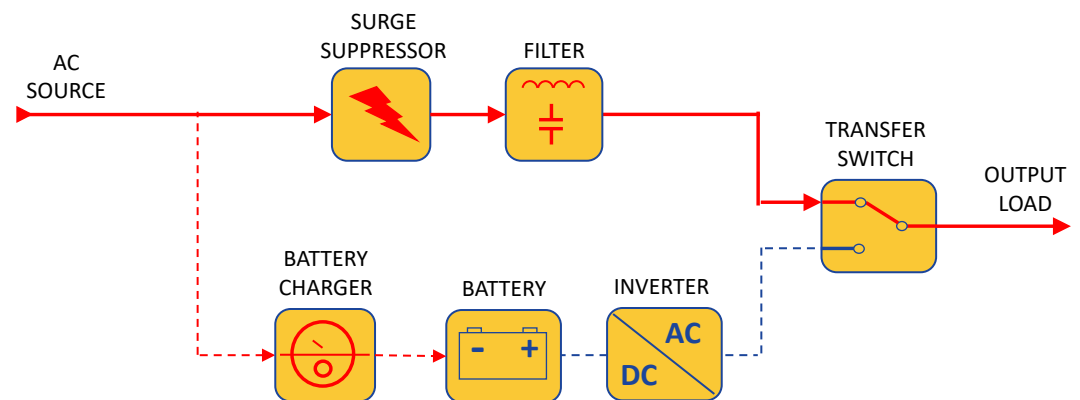 AC
SOURCE
SURGE
SUPPRESSOR
FILTER
TRANSFER
SWITCH
OUTPUT
LOAD
BATTERY
CHARGER
BATTERY
- +
INVERTER
AC
DC